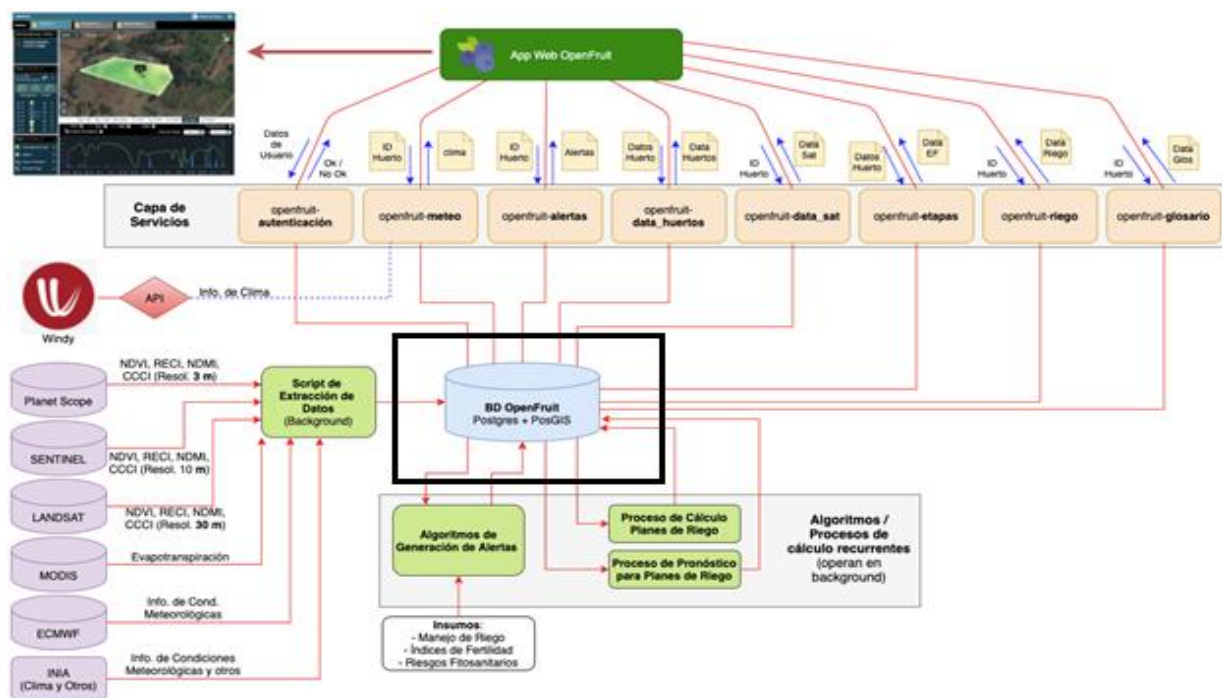 App Web OpenFruit
Datos
de
Usuario
Ok /
No Ok
ID
Huerto
clima
ID
Huerto
Alertas
Datos
Huerto
Data
Huertos
ID
Huerto
Data
Sat
Datos
Huerto
Data
EF
ID
Huerto
Data
Riego
ID
Huerto
Data
Glos
Capa de
Servicios
openfruit-
autenticación
openfruit-meteo
openfruit-alertas
openfruit-
data_huertos
openfruit-data_sat
openfruit-etapas
openfruit-riego
openfruit-glosario
Windy
API
Info. de Clima
Planet Scope
NDVI, RECI, NDMI,
CCCI (Resol. 3 m)
SENTINEL
NDVI, RECI, NDMI,
CCCI (Resol. 10 m)
LANDSAT
NDVI, RECI, NDMI,
CCCI (Resol. 30 m)
MODIS
Evapotranspiración
ECMWF
Info. de Cond.
Meteorológicas
INIA
(Clima y Otros)
Info. de Condiciones
Meteorológicas y otros
Script de
Extracción de
Datos
(Background)
BD OpenFruit
Postgres + PosGIS
Algoritmos de
Generación de Alertas
Proceso de Cálculo
Planes de Riego
Proceso de Pronóstico
para Planes de Riego
Algoritmos /
Procesos de
cálculo recurrentes
(operan en
background)
Insumos:
- Manejo de Riego
- Índices de Fertilidad
- Riesgos Fitosanitarios